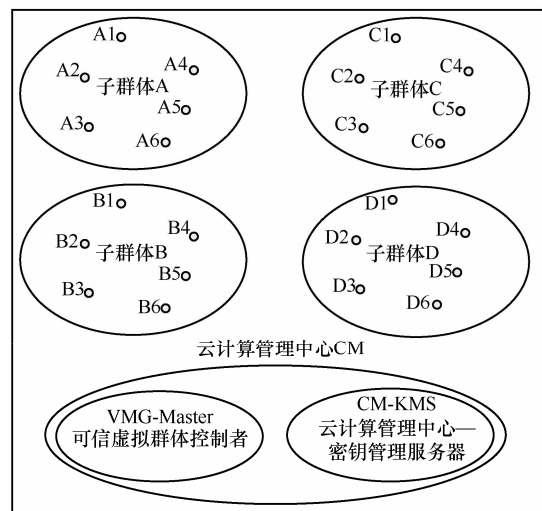 A1
A2
A4
子群体A
A5
A3
A6
C1
C2
C4
子群体C
C5
C3
C6
B1
B2
B4
子群体B
B5
B3
B6
D1
D2
D4
子群体D
D5
D3
D6
云计算管理中心CM
VMG-Master
可信虚拟群体控制者
CM-KMS
云计算管理中心—
密钥管理服务器